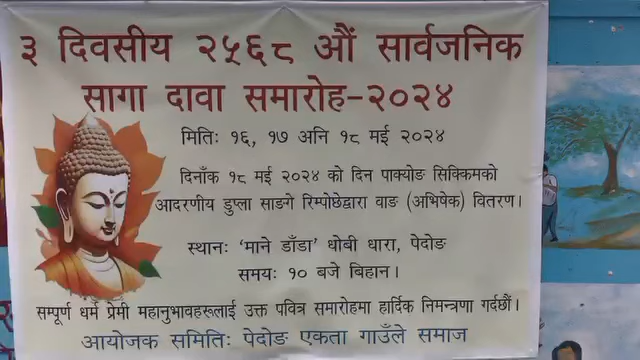 ३ दिवसीय २५६८ औं सार्वजनिक
सागा दावा समारोह-२०२४
मितिः १६, १७ अनि १८ मई २०२४
दिनाँक १८ मई २०२४ को दिन पाक्योङ सिक्किमको
आदरणीय डुप्ला साङगे रिम्पोछेद्वारा वाङ (अभिषेक) वितरण।
स्थानः ‘माने डाँडा’ धोबी धारा, पेदोङ
समयः १० बजे बिहान।
सम्पूर्ण धर्म प्रेमी महानुभावहरूलाई उक्त पवित्र समारोहमा हार्दिक निमन्त्रणा गर्दछौं।
आयोजक समितिः पेदोङ एकता गाउँले समाज